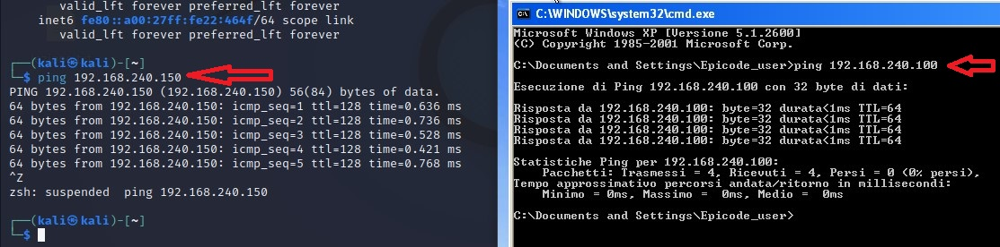 valid_lft forever preferred_lft forever
inet6 fe80::a00:27ff:fe22:464f/64 scope link
valid_lft forever preferred_lft forever
┌──(kali㉿kali)-[~]
└─$ ping 192.168.240.150
PING 192.168.240.150 (192.168.240.150) 56(84) bytes of data.
64 bytes from 192.168.240.150: icmp_seq=1 ttl=128 time=0.636 ms
64 bytes from 192.168.240.150: icmp_seq=2 ttl=128 time=0.736 ms
64 bytes from 192.168.240.150: icmp_seq=3 ttl=128 time=0.528 ms
64 bytes from 192.168.240.150: icmp_seq=4 ttl=128 time=0.421 ms
64 bytes from 192.168.240.150: icmp_seq=5 ttl=128 time=0.768 ms
^Z
zsh: suspended  ping 192.168.240.150
┌──(kali㉿kali)-[~]
└─$
C:\WINDOWS\system32\cmd.exe
Microsoft Windows XP [Versione 5.1.2600]
(C) Copyright 1985-2001 Microsoft Corp.
C:\Documents and Settings\Epicode_user>ping 192.168.240.100
Esecuzione di Ping 192.168.240.100 con 32 byte di dati:
Risposta da 192.168.240.100: byte=32 durata<1ms TTL=64
Risposta da 192.168.240.100: byte=32 durata<1ms TTL=64
Risposta da 192.168.240.100: byte=32 durata<1ms TTL=64
Risposta da 192.168.240.100: byte=32 durata<1ms TTL=64
Statistiche Ping per 192.168.240.100:
Pacchetti: Trasmessi = 4, Ricevuti = 4, Persi = 0 (0% persi),
Tempo approssimativo percorsi andata/ritorno in millisecondi:
Minimo = 0ms, Massimo =  0ms, Medio =  0ms
C:\Documents and Settings\Epicode_user>